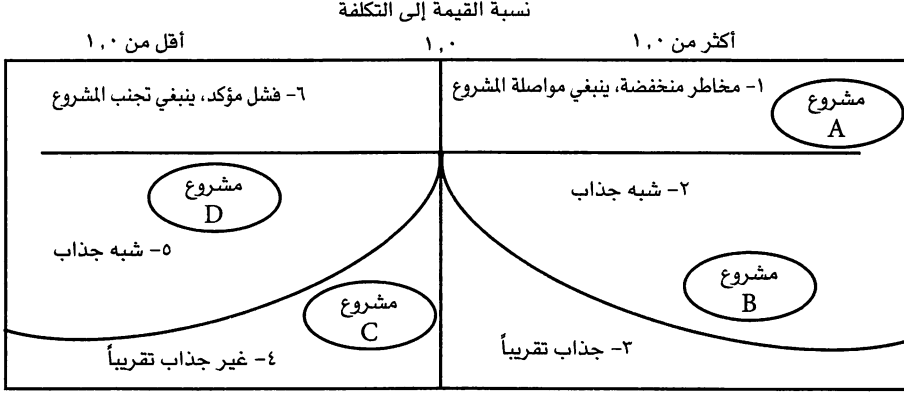 نسبة القيمة إلى التكلفة
أكثر من ١,٠
١,٠
أقل من ١,٠
١- مخاطر منخفضة، ينبغي مواصلة المشروع
مشروع
A
٦- فشل مؤكد، ينبغي تجنب المشروع
٢- شبه جذاب
مشروع
B
٣- جذاب تقريباً
مشروع
D
٥- شبه جذاب
مشروع
C
٤- غير جذاب تقريباً